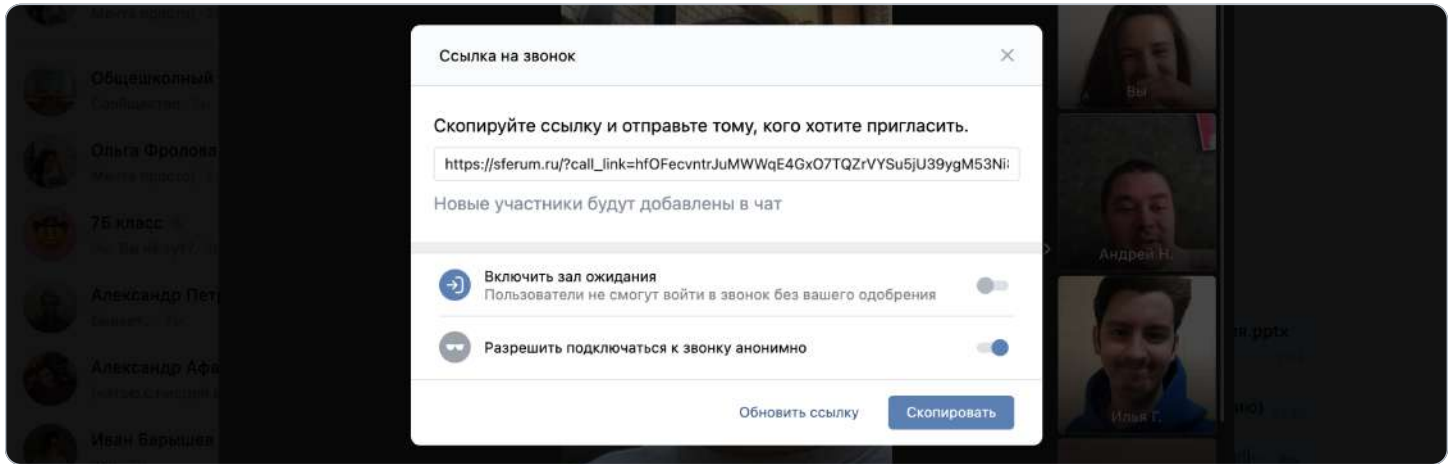 Общешкольный
Ольга Фролова
7Б класс
Александр Пет
Александр Афа
Иван Барышев
Ссылка на звонок
Скопируйте ссылку и отправьте тому, кого хотите пригласить.
https://sferum.ru/?call_link=hfOFecvntrJuMWWqE4GxO7TQZrVYSu5jU39ygM53Ni
Новые участники будут добавлены в чат
Включить зал ожидания
Пользователи не смогут войти в звонок без вашего одобрения
Разрешить подключаться к звонку анонимно
Обновить ссылку
Скопировать
Вы
Андрей Н.
Илья Г.
я.pptx